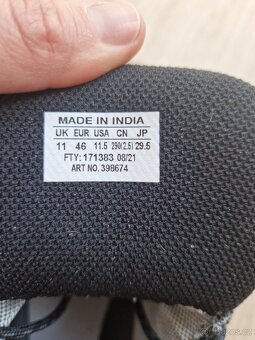 MADE IN INDIA
UK EUR USA CN JP
11 46 11.5 290(2.5) 29.5
FTY: 171383 08/21
ART NO. 398674